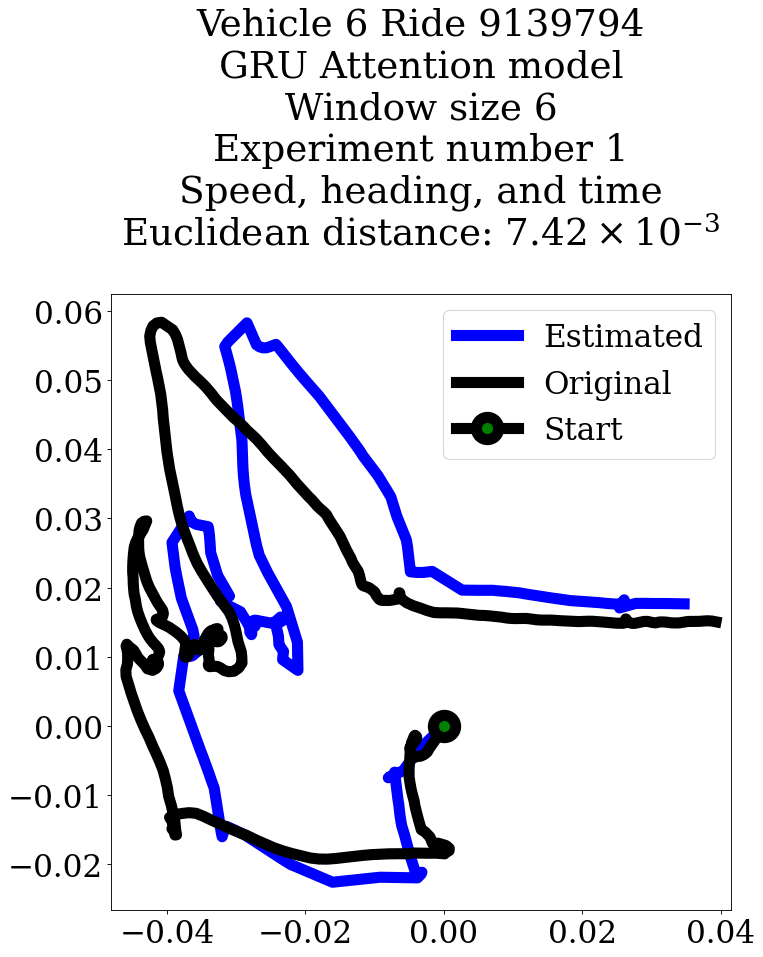 Vehicle 6 Ride 9139794
GRU Attention model
Window size 6
Experiment number 1
Speed, heading, and time
Euclidean distance: 7.42 × 10⁻³
Estimated
Original
Start
0.06
0.05
0.04
0.03
0.02
0.01
0.00
−0.01
−0.02
−0.04 −0.02 0.00 0.02 0.04